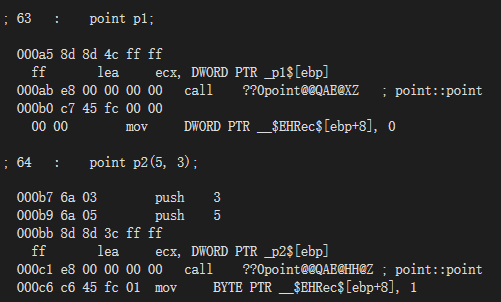 ; 63   :     point p1;
000a5 8d 8d 4c ff ff
ff       lea     ecx, DWORD PTR _p1$[ebp]
000ab e8 00 00 00 00   call    ??0point@@QAE@XZ   ; point::point
000b0 c7 45 fc 00 00
00 00       mov     DWORD PTR __$EHRec$[ebp+8], 0
; 64   :     point p2(5, 3);
000b7 6a 03       push    3
000b9 6a 05       push    5
000bb 8d 8d 3c ff ff
ff       lea     ecx, DWORD PTR _p2$[ebp]
000c1 e8 00 00 00 00   call    ??0point@@QAE@HH@Z ; point::point
000c6 c6 45 fc 01  mov     BYTE PTR __$EHRec$[ebp+8], 1